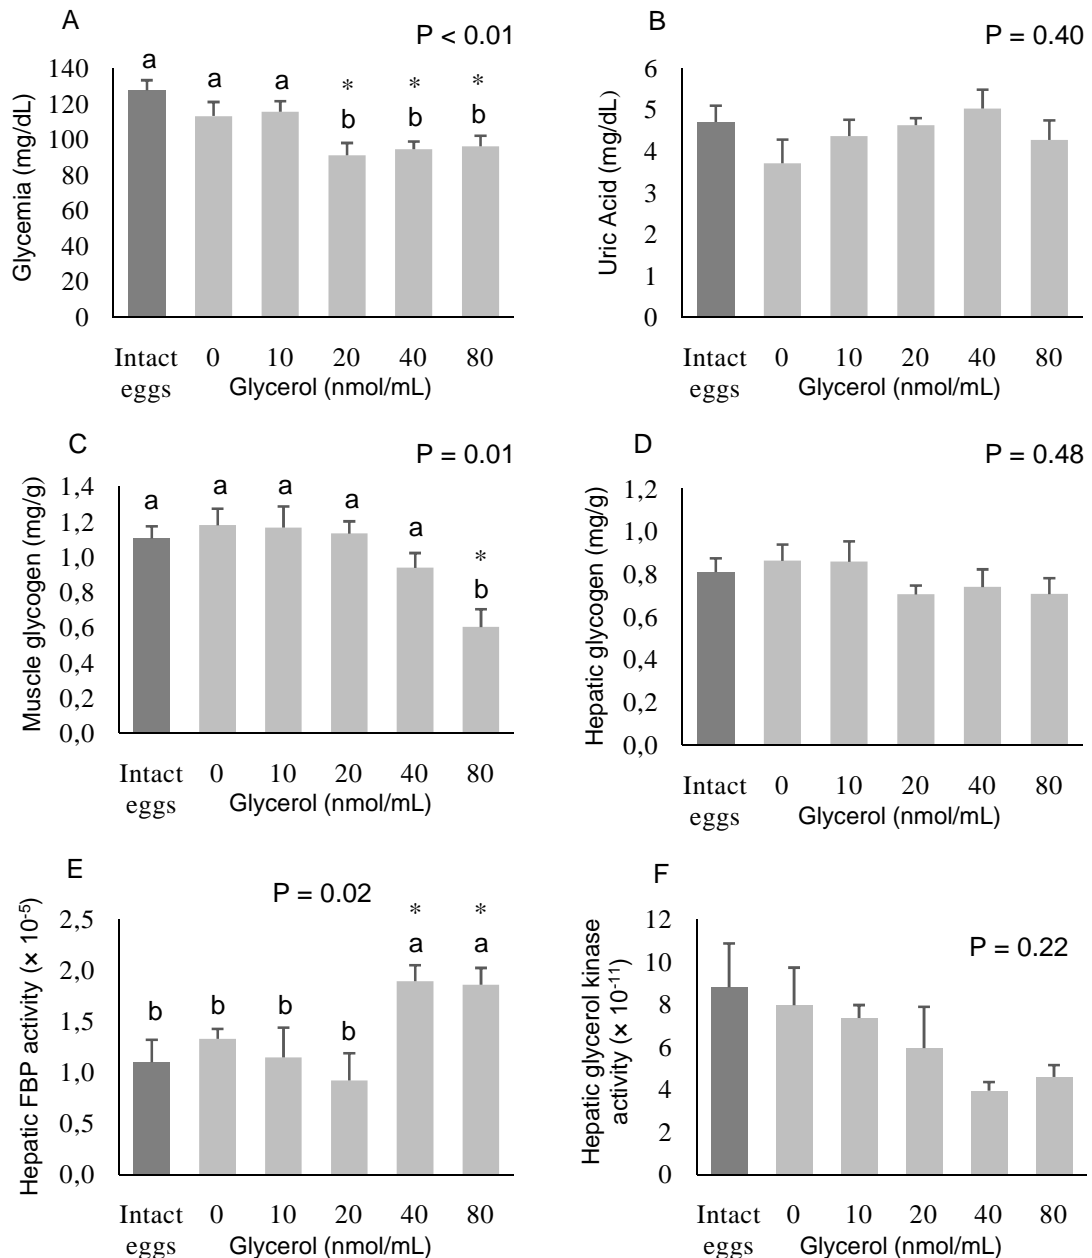 A
P < 0.01
Glycemia (mg/dL)
140
120
100
80
60
40
20
0
a
a
a
*
b
*
b
*
b
Intact
eggs
0 10 20 40 80
Glycerol (nmol/mL)
B
P = 0.40
Uric Acid (mg/dL)
6
5
4
3
2
1
0
Intact
eggs
0 10 20 40 80
Glycerol (nmol/mL)
C
P = 0.01
Muscle glycogen (mg/g)
1,4
1,2
1,0
0,8
0,6
0,4
0,2
0,0
a
a
a
a
a
*
b
Intact
eggs
0 10 20 40 80
Glycerol (nmol/mL)
D
P = 0.48
Hepatic glycogen (mg/g)
1,2
1,0
0,8
0,6
0,4
0,2
0,0
Intact
eggs
0 10 20 40 80
Glycerol (nmol/mL)
E
P = 0.02
Hepatic FBP activity (× 10-5)
2,5
2,0
1,5
1,0
0,5
0,0
b
b
b
b
*
a
*
a
Intact
eggs
0 10 20 40 80
Glycerol (nmol/mL)
F
P = 0.22
Hepatic glycerol kinase
activity (× 10-11)
12
10
8
6
4
2
0
Intact
eggs
0 10 20 40 80
Glycerol (nmol/mL)